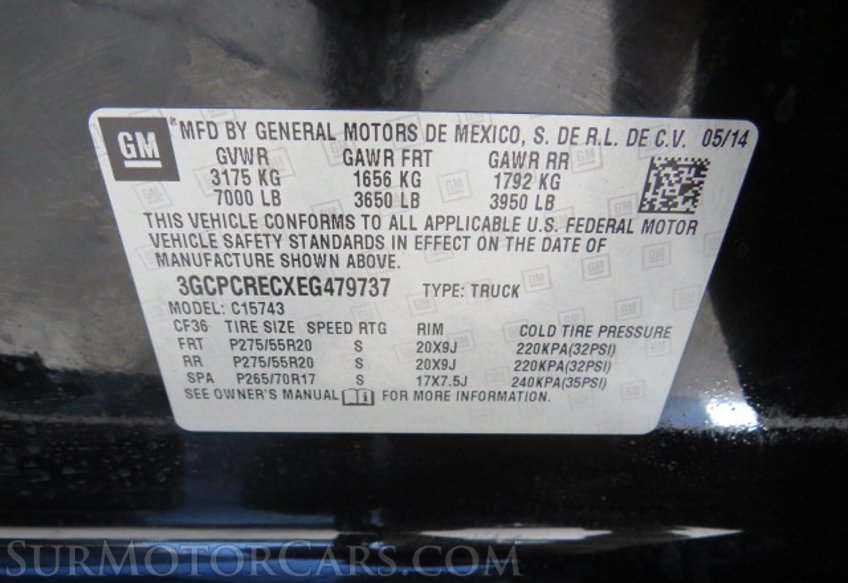 GM ® MFD BY GENERAL MOTORS DE MEXICO, S. DE R.L. DE C.V. 05/14
GVWR GAWR FRT GAWR RR
3175 KG 1656 KG 1792 KG
7000 LB 3650 LB 3950 LB
THIS VEHICLE CONFORMS TO ALL APPLICABLE U.S. FEDERAL MOTOR
VEHICLE SAFETY STANDARDS IN EFFECT ON THE DATE OF
MANUFACTURE SHOWN ABOVE.
3GCPCRECXEG479737 TYPE: TRUCK
MODEL: C15743
CF36 TIRE SIZE SPEED RTG RIM COLD TIRE PRESSURE
FRT P275/55R20 S 20X9J 220KPA(32PSI)
RR P275/55R20 S 20X9J 220KPA(32PSI)
SPA P265/70R17 S 17X7.5J 240KPA(35PSI)
SEE OWNER'S MANUAL FOR MORE INFORMATION.
SurMotorCars.com